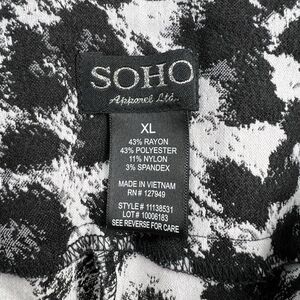 SOHO
Apparel Ltd.
XL
43% RAYON
43% POLYESTER
11% NYLON
3% SPANDEX
MADE IN VIETNAM
RN# 127949
STYLE # 11138531
LOT # 10006183
SEE REVERSE FOR CARE